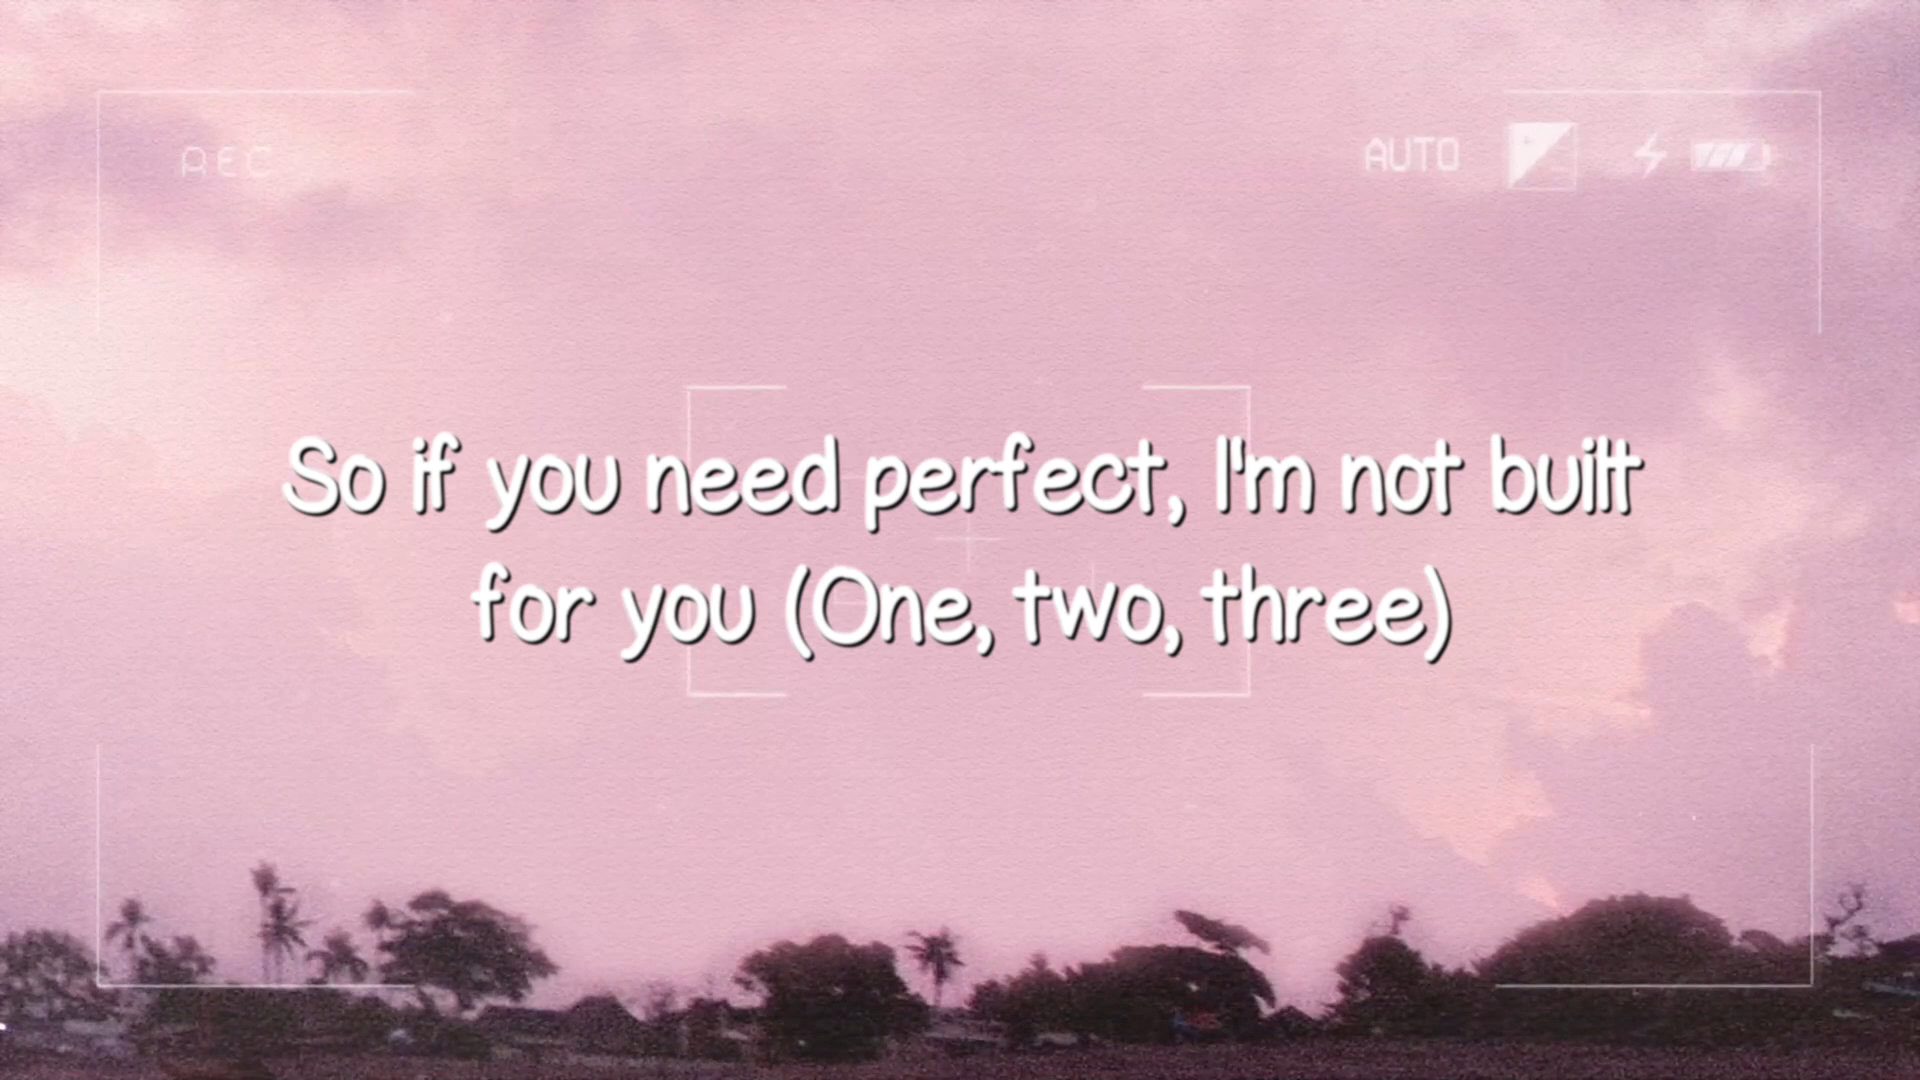 REC
AUTO
So if you need perfect, I'm not built
for you (One, two, three)